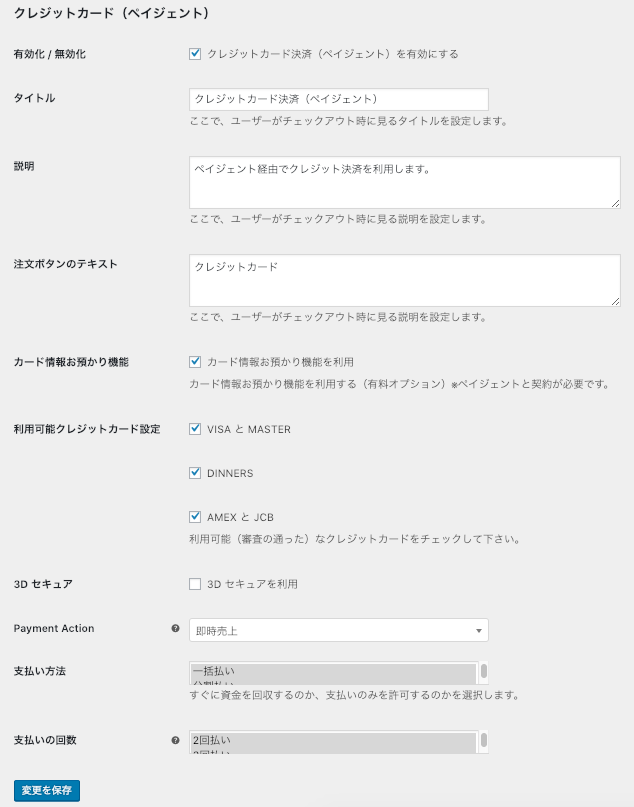 クレジットカード（ペイジェント）
有効化 / 無効化
クレジットカード決済（ペイジェント）を有効にする
タイトル
クレジットカード決済（ペイジェント）
ここで、ユーザーがチェックアウト時に見るタイトルを設定します。
説明
ペイジェント経由でクレジット決済を利用します。
ここで、ユーザーがチェックアウト時に見る説明を設定します。
注文ボタンのテキスト
クレジットカード
ここで、ユーザーがチェックアウト時に見る説明を設定します。
カード情報お預かり機能
カード情報お預かり機能を利用
カード情報お預かり機能を利用する（有料オプション）※ペイジェントと契約が必要です。
利用可能クレジットカード設定
VISA と MASTER
DINNERS
AMEX と JCB
利用可能（審査の通った）なクレジットカードをチェックして下さい。
3D セキュア
3D セキュアを利用
Payment Action
即時売上
支払い方法
一括払い
すぐに資金を回収するのか、支払いのみを許可するのかを選択します。
支払いの回数
2回払い
変更を保存